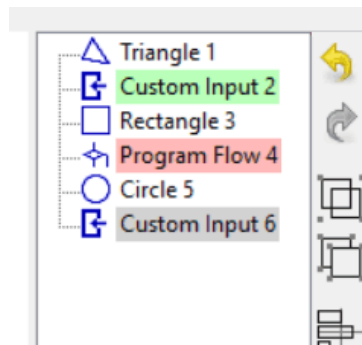 Triangle 1
Custom Input 2
Rectangle 3
Program Flow 4
Circle 5
Custom Input 6